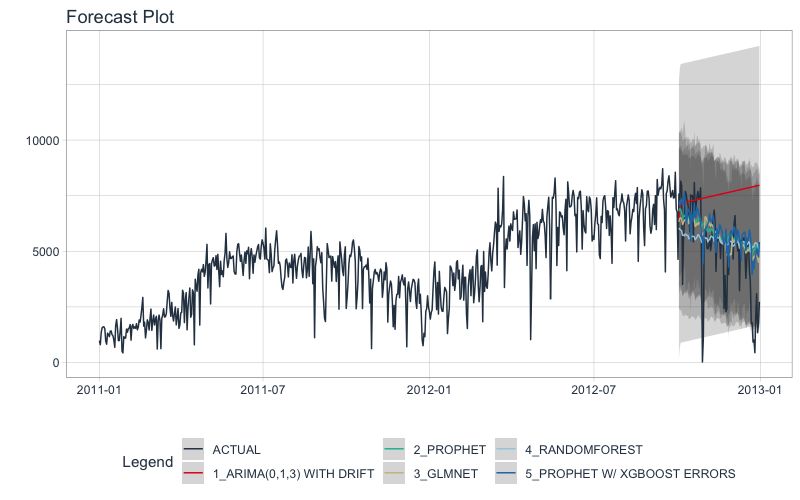 Forecast Plot
10000
5000
0
2011-01 2011-07 2012-01 2012-07 2013-01
Legend
ACTUAL 2_PROPHET 4_RANDOMFOREST
1_ARIMA(0,1,3) WITH DRIFT 3_GLMNET 5_PROPHET W/ XGBOOST ERRORS